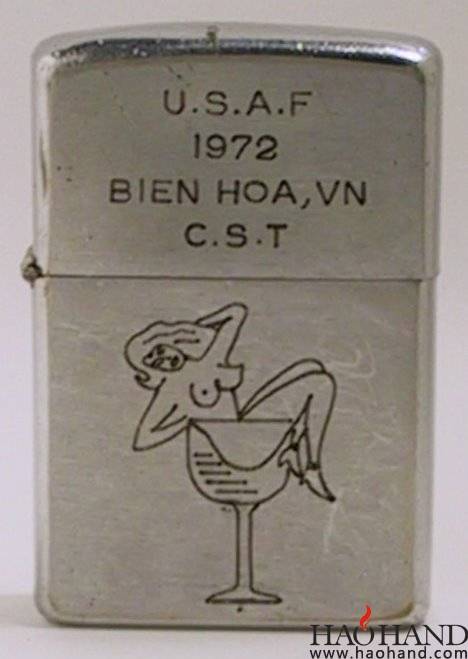 U.S.A.F
1972
BIEN HOA, VN
C.S.T
HAOHAND
www.haohand.com